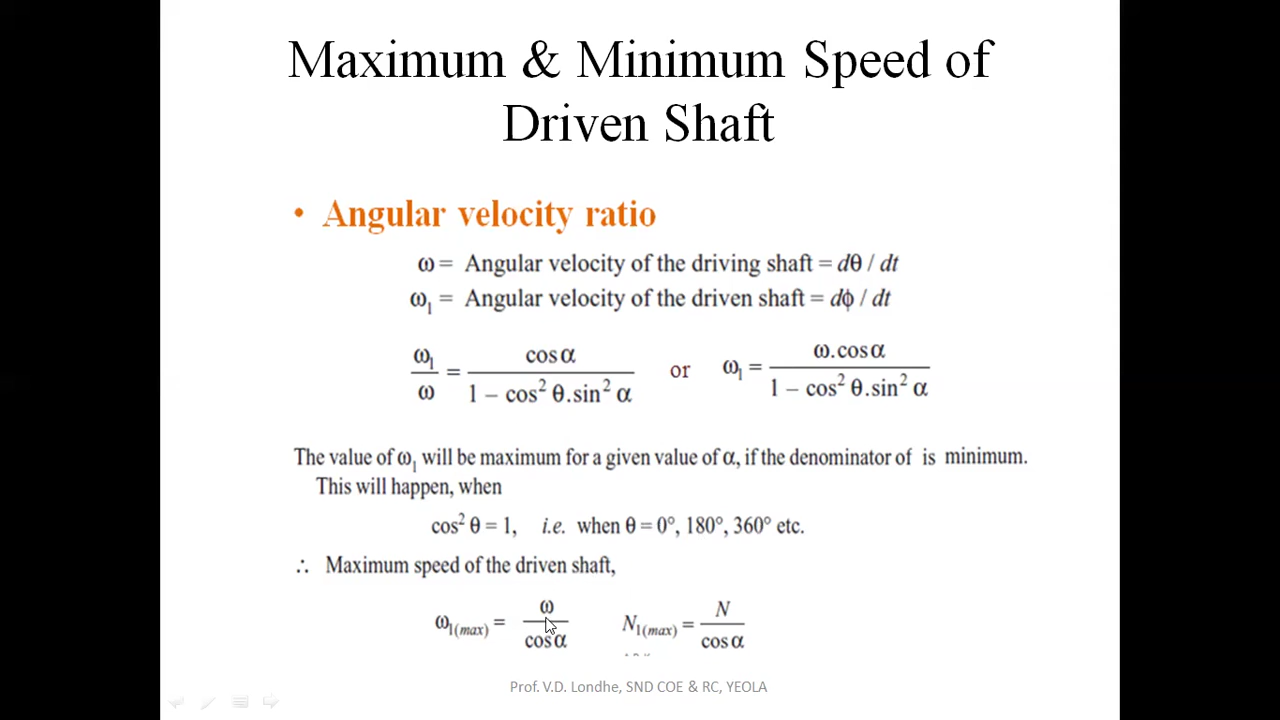 Maximum & Minimum Speed of
Driven Shaft
• Angular velocity ratio
ω = Angular velocity of the driving shaft = dθ / dt
ω₁ = Angular velocity of the driven shaft = dϕ / dt
ω₁/ω = cos α / (1 – cos² θ.sin² α) or ω₁ = ω.cos α / (1 – cos² θ.sin² α)
The value of ω₁ will be maximum for a given value of α, if the denominator of is minimum.
This will happen, when
cos² θ = 1, i.e. when θ = 0°, 180°, 360° etc.
∴ Maximum speed of the driven shaft,
ω₁(max) = ω / cos α N₁(max) = N / cos α
Prof. V.D. Londhe, SND COE & RC, YEOLA